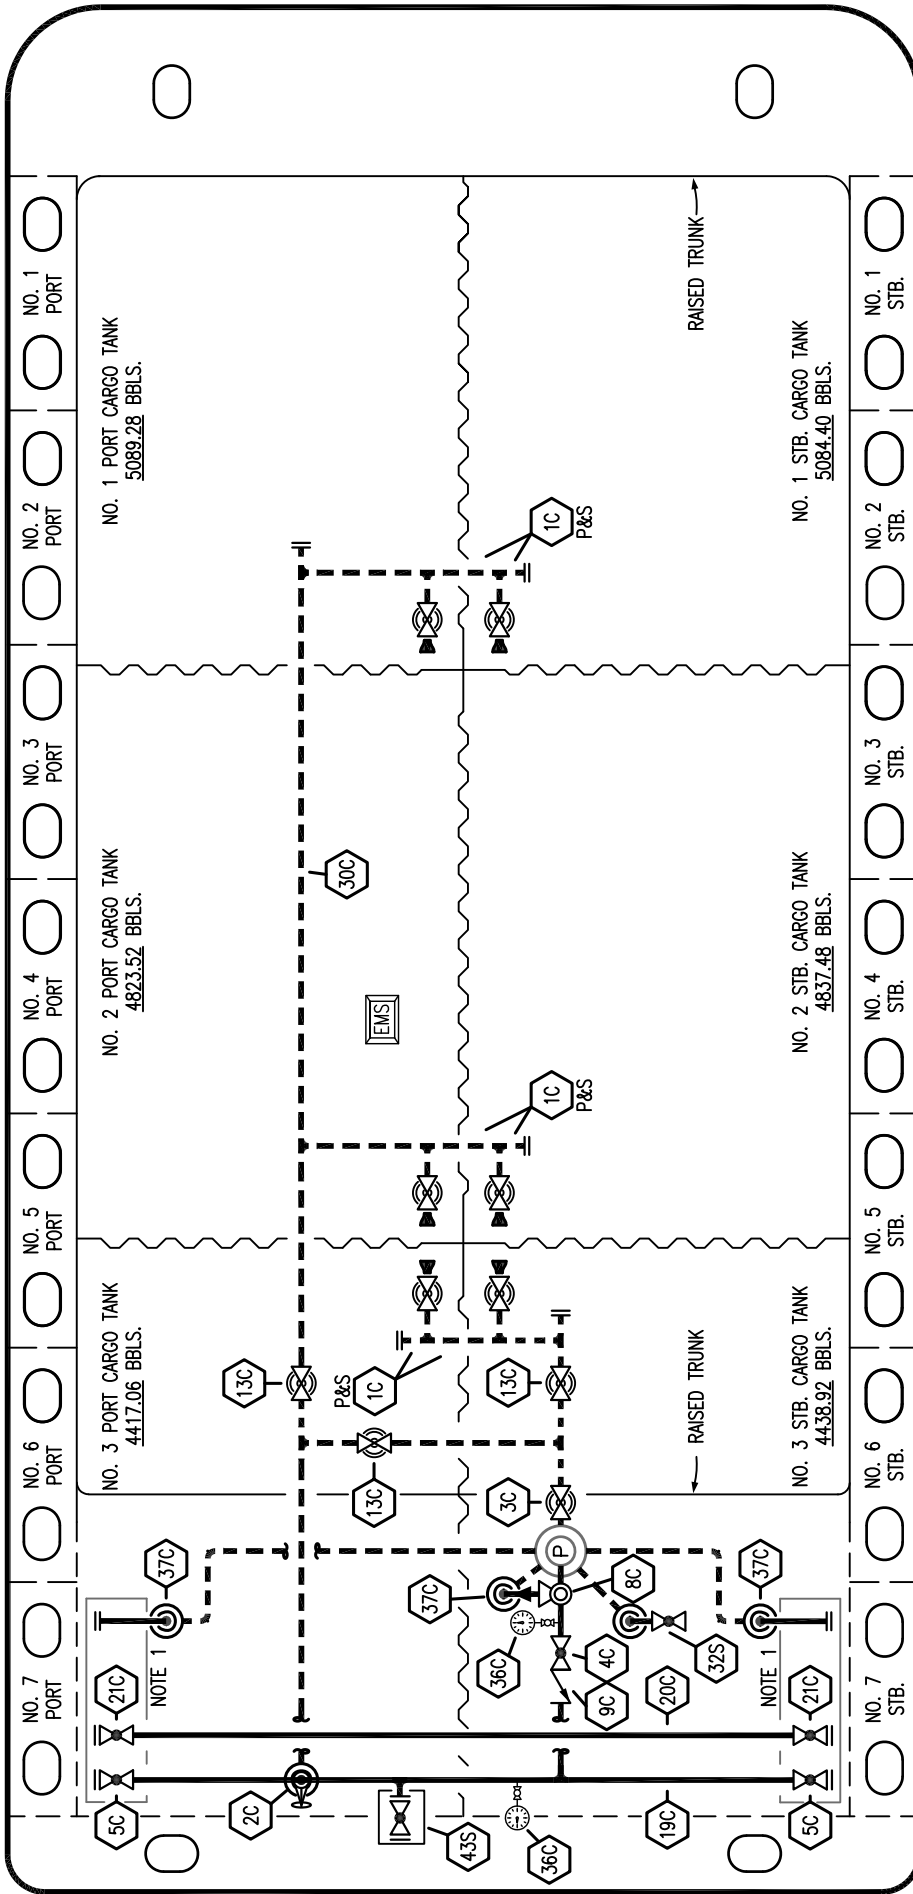 NO. 1
PORT
NO. 2
PORT
NO. 3
PORT
NO. 4
PORT
NO. 5
PORT
NO. 6
PORT
NO. 7
PORT
NO. 1 PORT CARGO TANK
5089.28 BBLS.
NO. 2 PORT CARGO TANK
4823.52 BBLS.
NO. 3 PORT CARGO TANK
4417.06 BBLS.
RAISED TRUNK
1C
P&S
30C
EMS
1C
P&S
13C
P&S
1C
13C
13C
3C
RAISED TRUNK
P
37C
37C
37C
8C
36C
4C
9C
32S
20C
21C
NOTE 1
NOTE 1
21C
5C
2C
43S
36C
19C
5C
NO. 1 STB. CARGO TANK
5084.40 BBLS.
NO. 2 STB. CARGO TANK
4837.48 BBLS.
NO. 3 STB. CARGO TANK
4438.92 BBLS.
NO. 1
STB.
NO. 2
STB.
NO. 3
STB.
NO. 4
STB.
NO. 5
STB.
NO. 6
STB.
NO. 7
STB.